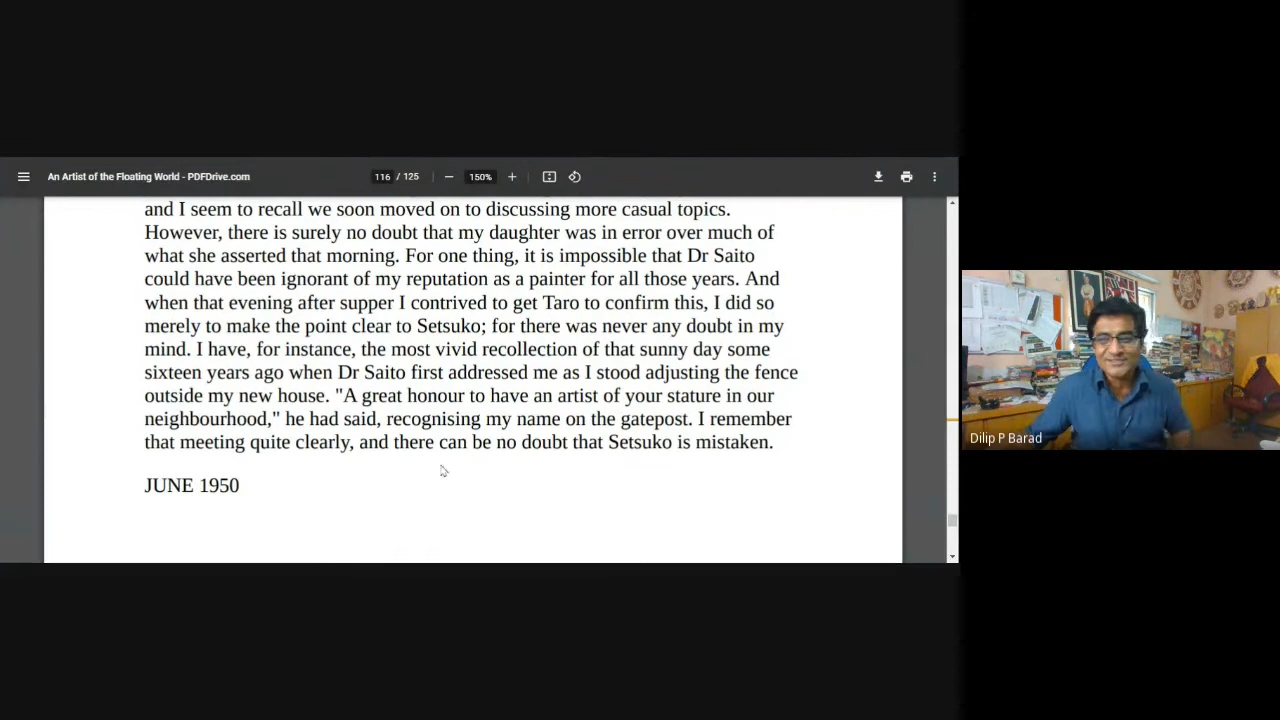 An Artist of the Floating World - PDFDrive.com
116 / 125
150%
and I seem to recall we soon moved on to discussing more casual topics.
However, there is surely no doubt that my daughter was in error over much of
what she asserted that morning. For one thing, it is impossible that Dr Saito
could have been ignorant of my reputation as a painter for all those years. And
when that evening after supper I contrived to get Taro to confirm this, I did so
merely to make the point clear to Setsuko; for there was never any doubt in my
mind. I have, for instance, the most vivid recollection of that sunny day some
sixteen years ago when Dr Saito first addressed me as I stood adjusting the fence
outside my new house. "A great honour to have an artist of your stature in our
neighbourhood," he had said, recognising my name on the gatepost. I remember
that meeting quite clearly, and there can be no doubt that Setsuko is mistaken.
JUNE 1950
Dilip P Barad